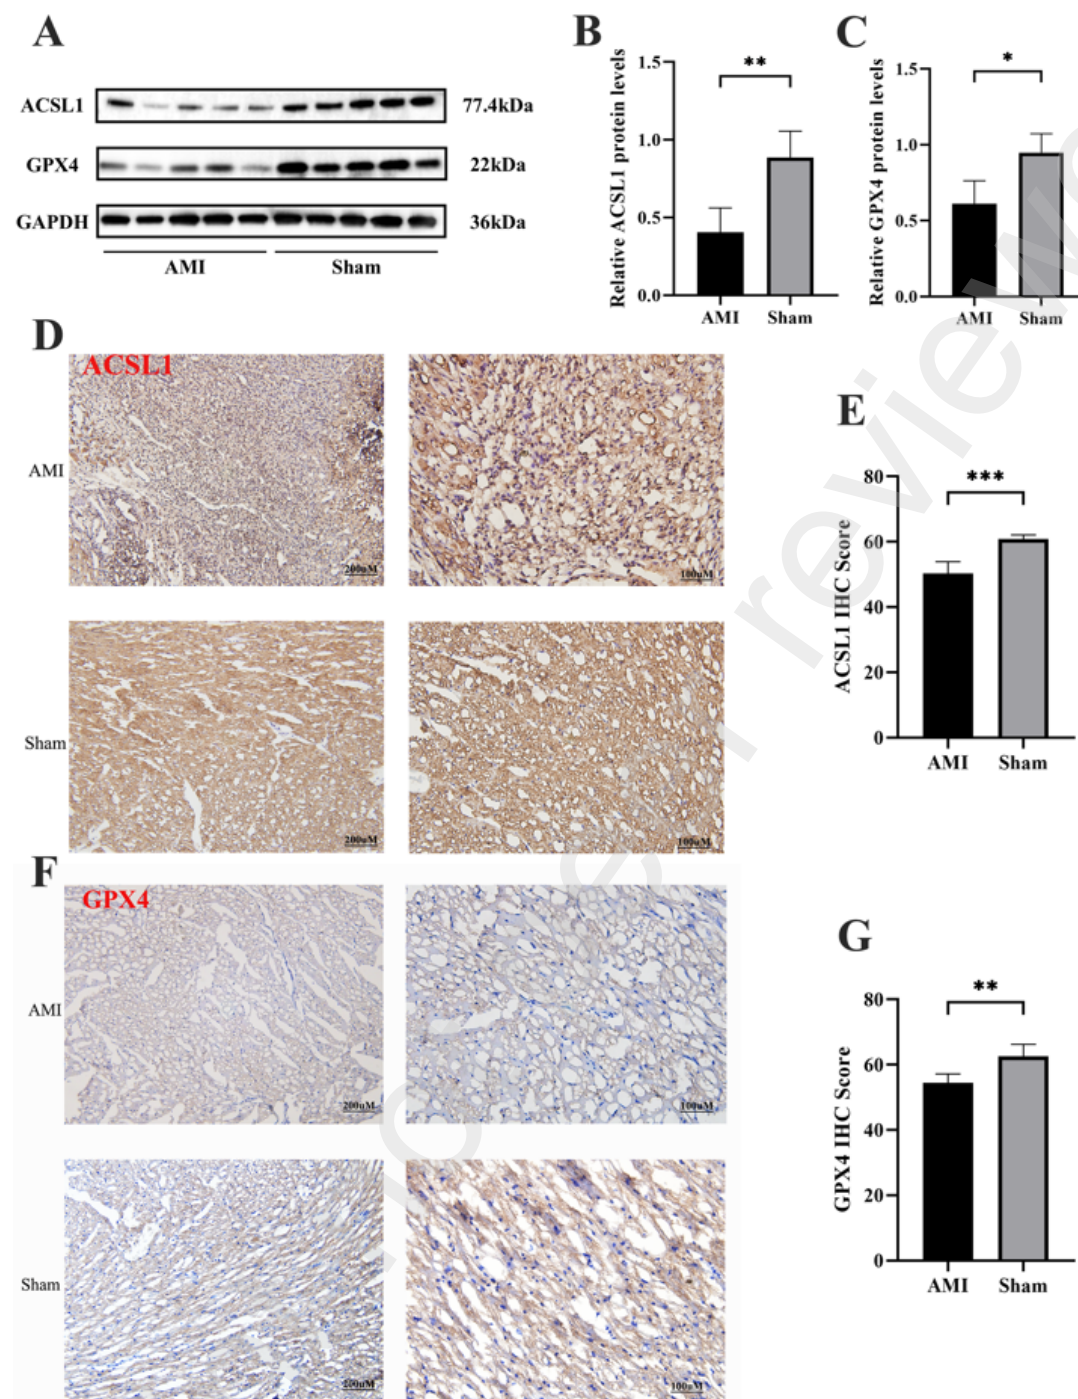 A
ACSL1
77.4kDa
GPX4
22kDa
GAPDH
36kDa
AMI
Sham
B
**
Relative ACSL1 protein levels
1.5
1.0
0.5
0.0
AMI
Sham
C
*
Relative GPX4 protein levels
1.5
1.0
0.5
0.0
AMI
Sham
D
ACSL1
AMI
200uM
100uM
Sham
200uM
100uM
E
***
ACSL1 IHC Score
80
60
40
20
0
AMI
Sham
F
GPX4
AMI
200uM
100uM
Sham
200uM
100uM
G
**
GPX4 IHC Score
80
60
40
20
0
AMI
Sham